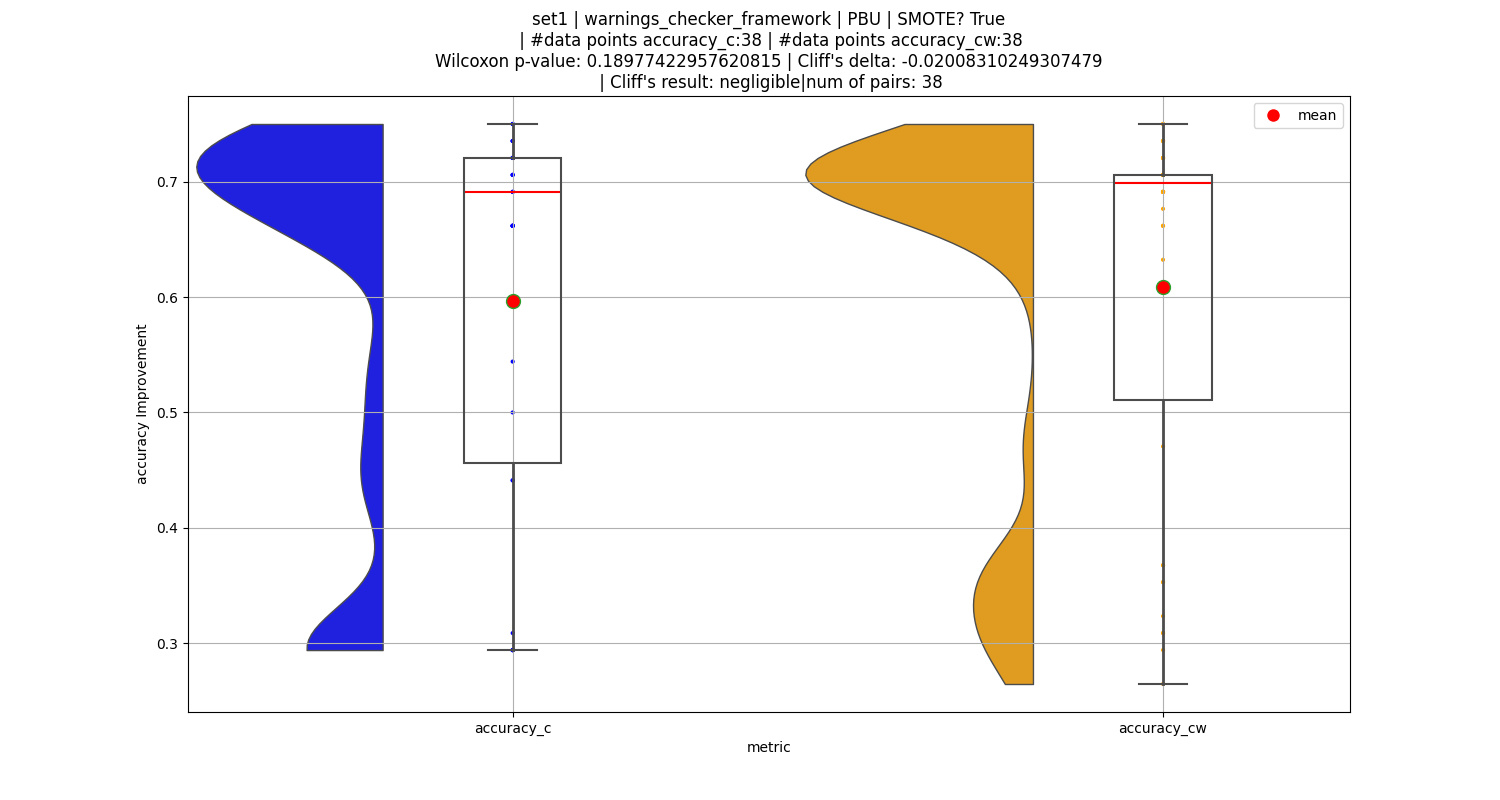 set1 | warnings_checker_framework | PBU | SMOTE? True
| #data points accuracy_c:38 | #data points accuracy_cw:38
Wilcoxon p-value: 0.18977422957620815 | Cliff's delta: -0.02008310249307479
| Cliff's result: negligible|num of pairs: 38
mean
0.7
0.6
0.5
0.4
0.3
accuracy Improvement
accuracy_c
accuracy_cw
metric